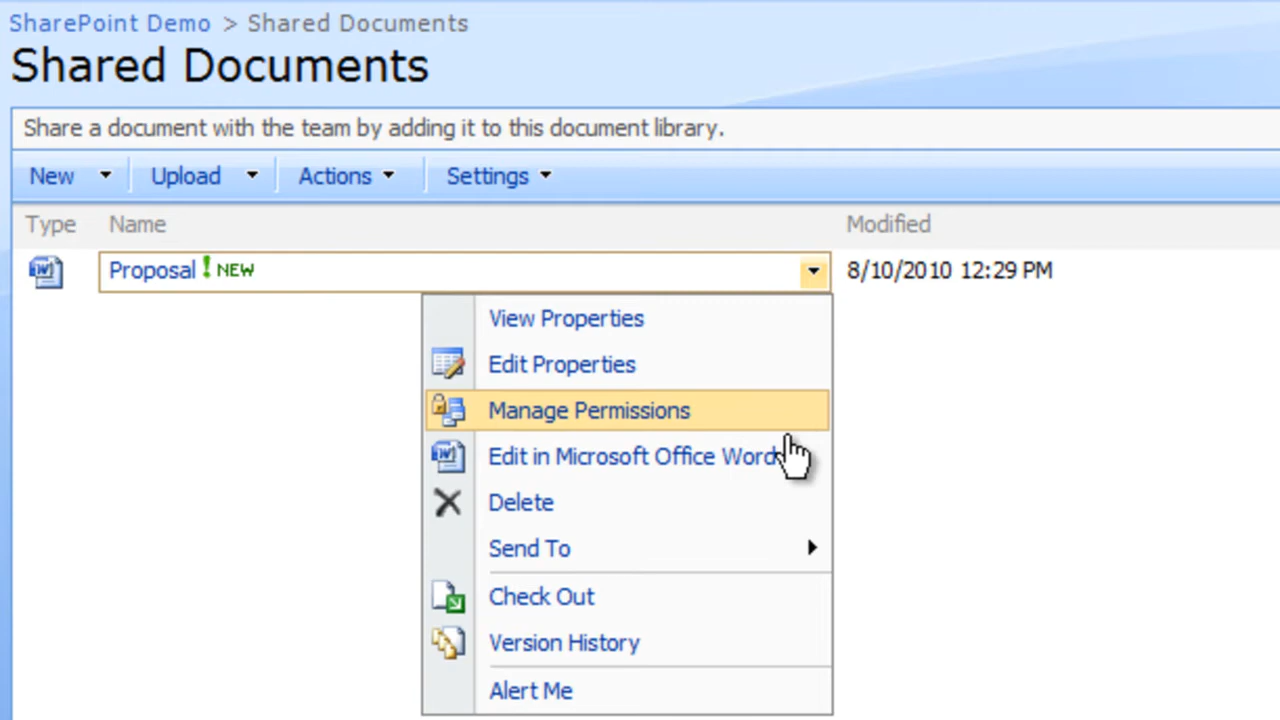 SharePoint Demo > Shared Documents
Shared Documents
Share a document with the team by adding it to this document library.
New Upload Actions Settings
Type Name Modified
Proposal ! NEW 8/10/2010 12:29 PM
View Properties
Edit Properties
Manage Permissions
Edit in Microsoft Office Word
Delete
Send To
Check Out
Version History
Alert Me